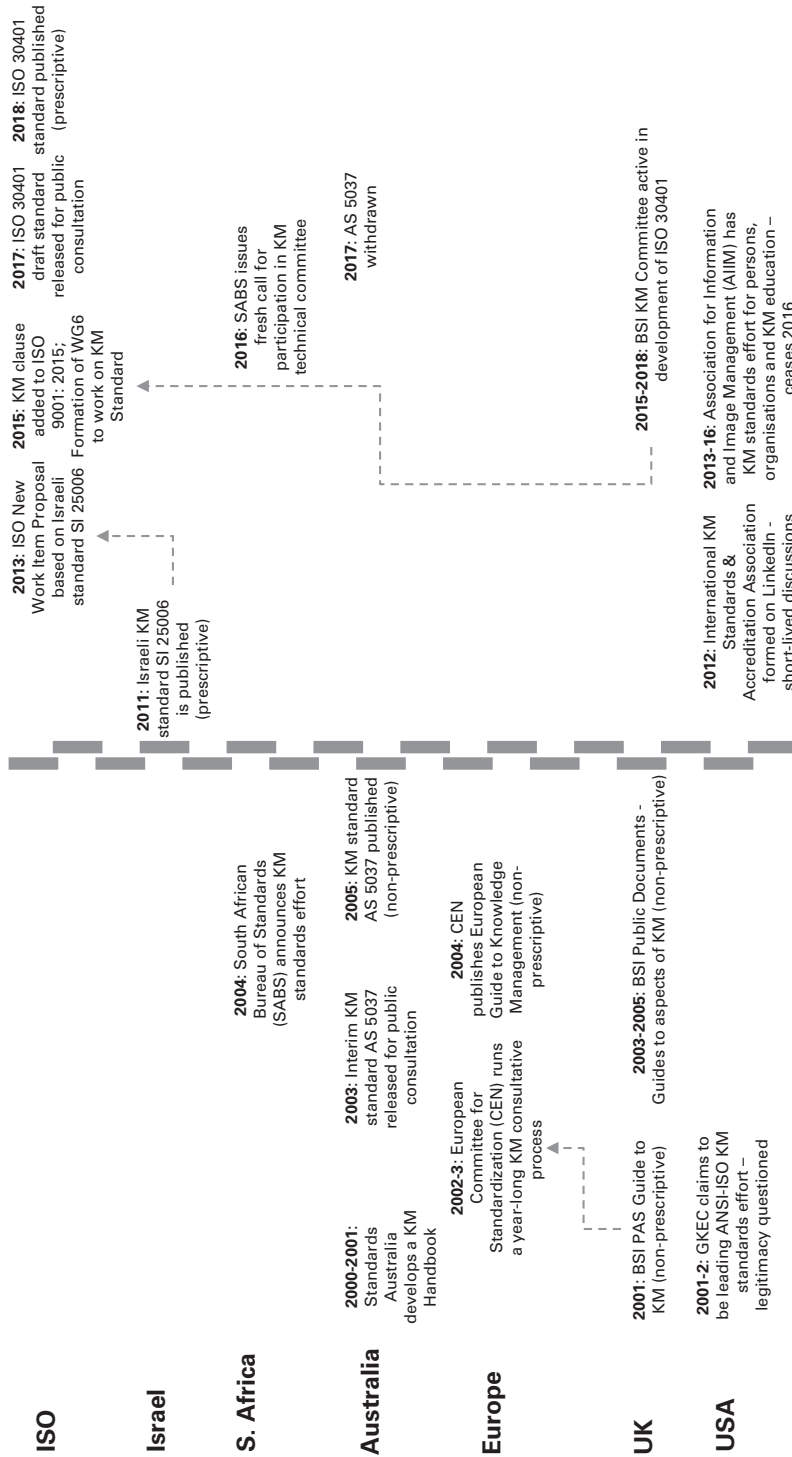 ISO
2013: ISO New
Work Item Proposal
based on Israeli
standard SI 25006
2015: KM clause
added to ISO
9001: 2015;
Formation of WG6
to work on KM
Standard
2017: ISO 30401
draft standard
released for public
consultation
2018: ISO 30401
standard published
(prescriptive)
Israel
2011: Israeli KM
standard SI 25006
is published
(prescriptive)
S. Africa
2004: South African
Bureau of Standards
(SABS) announces KM
standards effort
2016: SABS issues
fresh call for
participation in KM
technical committee
Australia
2000-2001:
Standards
Australia
develops a KM
Handbook
2003: Interim KM
standard AS 5037
released for public
consultation
2005: KM standard
AS 5037 published
(non-prescriptive)
2017: AS 5037
withdrawn
Europe
2002-3: European
Committee for
Standardization (CEN) runs
a year-long KM consultative
process
2004: CEN
publishes European
Guide to Knowledge
Management (non-
prescriptive)
UK
2001: BSI PAS Guide to
KM (non-prescriptive)
2003-2005: BSI Public Documents -
Guides to aspects of KM (non-prescriptive)
2015-2018: BSI KM Committee active in
development of ISO 30401
USA
2001-2: GKEC claims to
be leading ANSI-ISO KM
standards effort –
legitimacy questioned
2012: International KM
Standards &
Accreditation Association
formed on LinkedIn -
short-lived discussions
2013-16: Association for Information
and Image Management (AIIM) has
KM standards effort for persons,
organisations and KM education –
ceases 2016